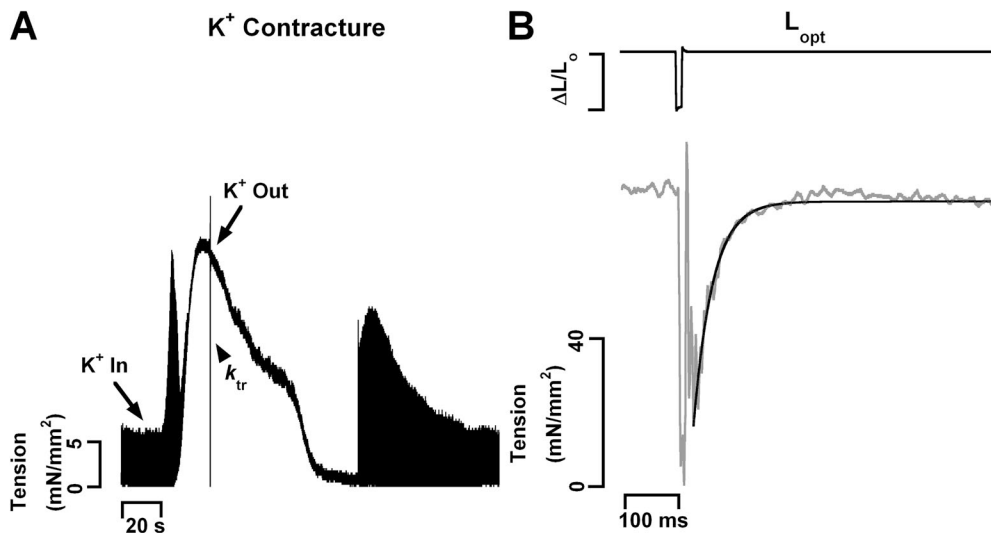 A
K+ Contracture
K+ Out
K+ In
ktr
Tension
(mN/mm²)
5
0
20 s
B
Lopt
ΔL/Lo
Tension
(mN/mm²)
40
0
100 ms